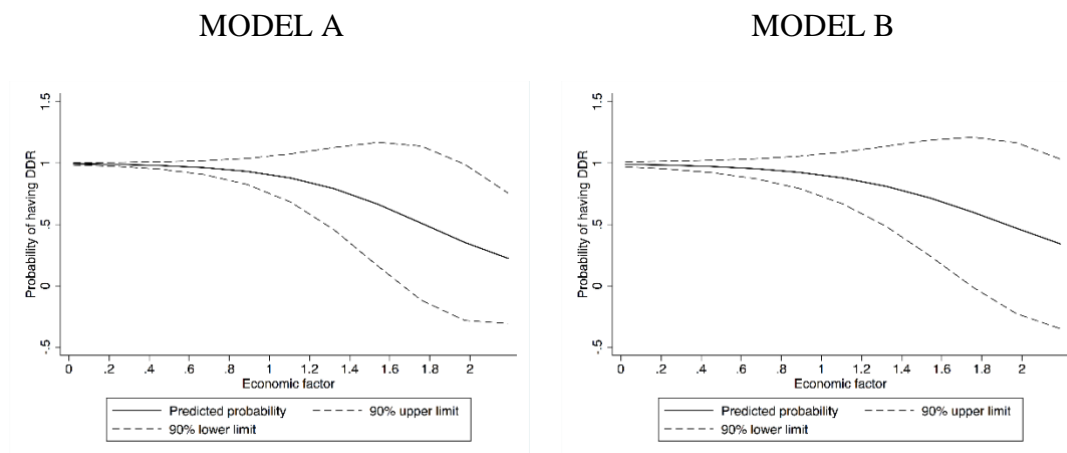 MODEL A
MODEL B
1.5
1
.5
0
-.5
Probability of having DDR
0 .2 .4 .6 .8 1 1.2 1.4 1.6 1.8 2
Economic factor
Predicted probability 90% upper limit
90% lower limit
1.5
1
.5
0
-.5
Probability of having DDR
0 .2 .4 .6 .8 1 1.2 1.4 1.6 1.8 2
Economic factor
Predicted probability 90% upper limit
90% lower limit